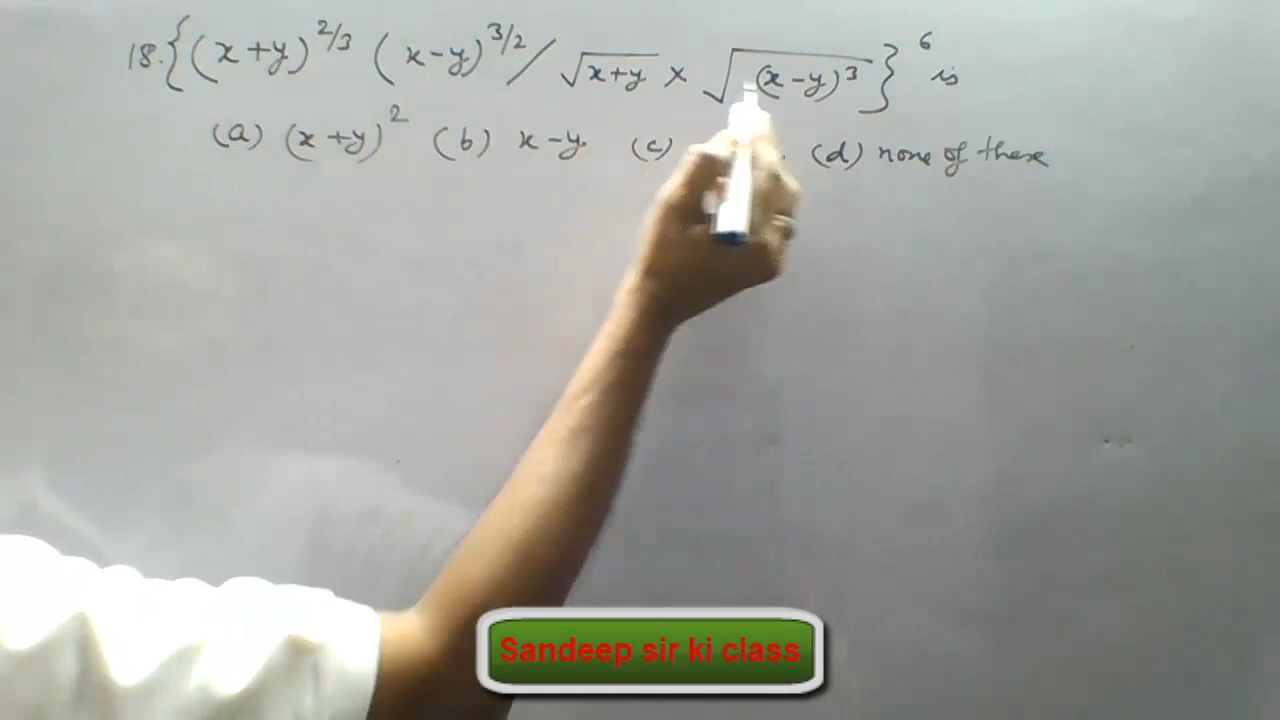 18. {(x+y)^{2/3} (x-y)^{3/2} / √(x+y) × √((x-y)^3)}^6 is
(a) (x+y)^2 (b) x-y. (c) (d) none of these
Sandeep sir ki class